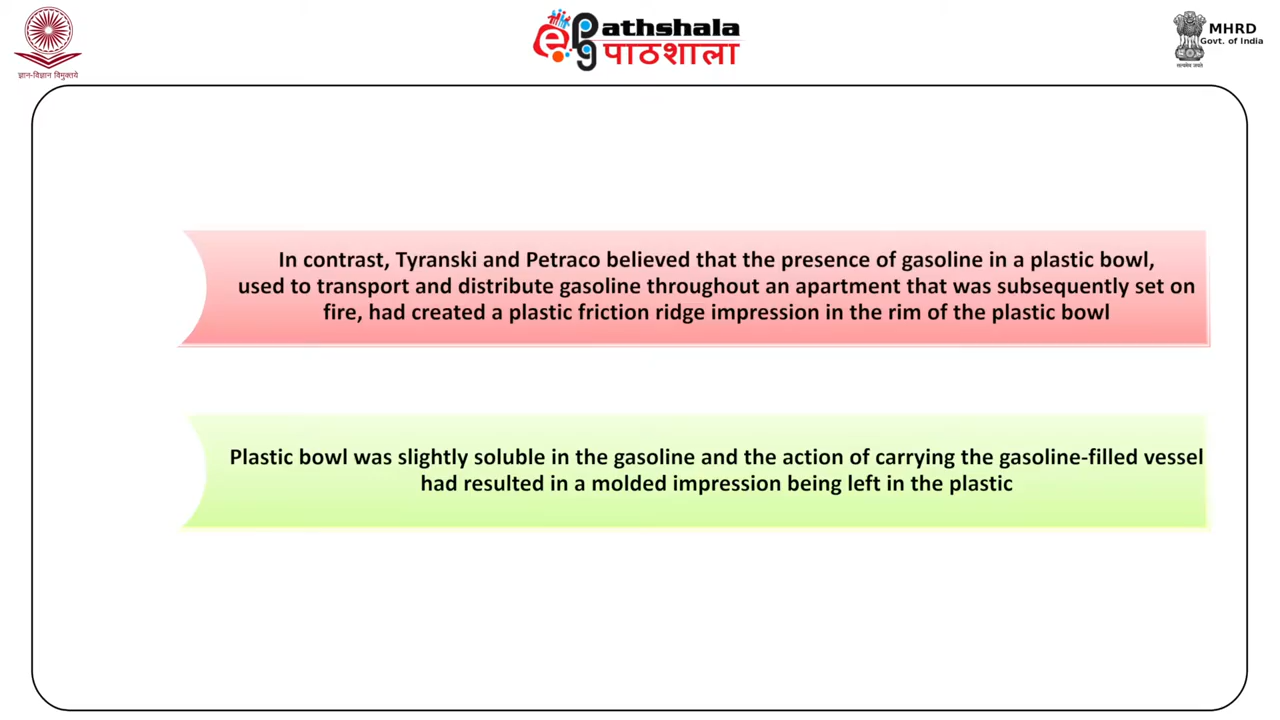 ज्ञान-विज्ञान विमुक्तये
epg
athshala
पाठशाला
MHRD
Govt. of India
सत्यमेव जयते
In contrast, Tyranski and Petraco believed that the presence of gasoline in a plastic bowl,
used to transport and distribute gasoline throughout an apartment that was subsequently set on
fire, had created a plastic friction ridge impression in the rim of the plastic bowl
Plastic bowl was slightly soluble in the gasoline and the action of carrying the gasoline-filled vessel
had resulted in a molded impression being left in the plastic